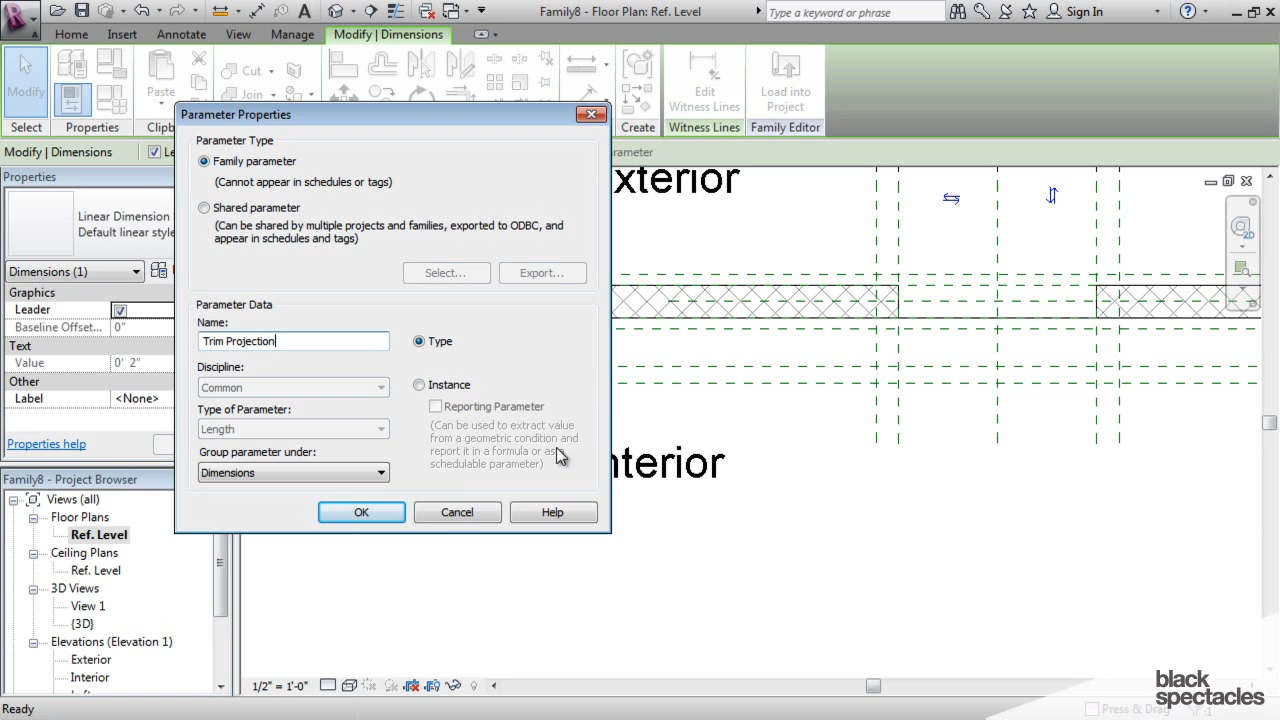 Family8 - Floor Plan: Ref. Level
Type a keyword or phrase
Sign In
Home
Insert
Annotate
View
Manage
Modify | Dimensions
Modify
Paste
Cut
Join
Edit
Witness Lines
Load into
Project
Select
Properties
Clipb
Create
Witness Lines
Family Editor
Modify | Dimensions
Le
arameter
Properties
Linear Dimension
Default linear style
Dimensions (1)
Graphics
Leader
Baseline Offset...
0"
Text
Value
0' 2"
Other
Label
<None>
Properties help
Family8 - Project Browser
Views (all)
Floor Plans
Ref. Level
Ceiling Plans
Ref. Level
3D Views
View 1
{3D}
Elevations (Elevation 1)
Exterior
Interior
Parameter Properties
Parameter Type
Family parameter
(Cannot appear in schedules or tags)
Shared parameter
(Can be shared by multiple projects and families, exported to ODBC, and
appear in schedules and tags)
Select...
Export...
Parameter Data
Name:
Trim Projection
Type
Discipline:
Common
Instance
Reporting Parameter
Type of Parameter:
Length
(Can be used to extract value
from a geometric condition and
report it in a formula or as
schedulable parameter)
Group parameter under:
Dimensions
OK
Cancel
Help
xterior
nterior
2D
1/2" = 1'-0"
Ready
Press & Drag
black
spectacles